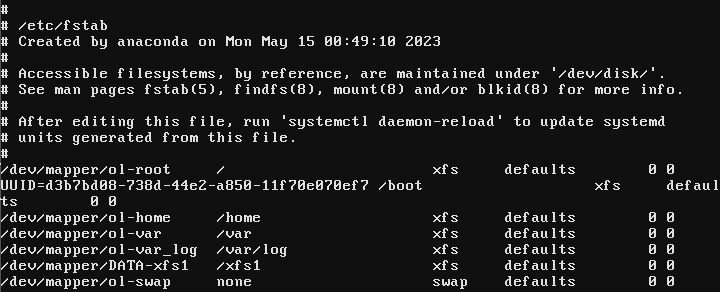 #
# /etc/fstab
# Created by anaconda on Mon May 15 00:49:10 2023
#
# Accessible filesystems, by reference, are maintained under '/dev/disk/'.
# See man pages fstab(5), findfs(8), mount(8) and/or blkid(8) for more info.
#
# After editing this file, run 'systemctl daemon-reload' to update systemd
# units generated from this file.
#
/dev/mapper/ol-root     /                       xfs     defaults        0 0
UUID=d3b7bd08-738d-44e2-a850-11f70e070ef7 /boot                   xfs     defaul
ts        0 0
/dev/mapper/ol-home     /home                   xfs     defaults        0 0
/dev/mapper/ol-var      /var                    xfs     defaults        0 0
/dev/mapper/ol-var_log  /var/log                xfs     defaults        0 0
/dev/mapper/DATA-xfs1   /xfs1                   xfs     defaults        0 0
/dev/mapper/ol-swap     none                    swap    defaults        0 0